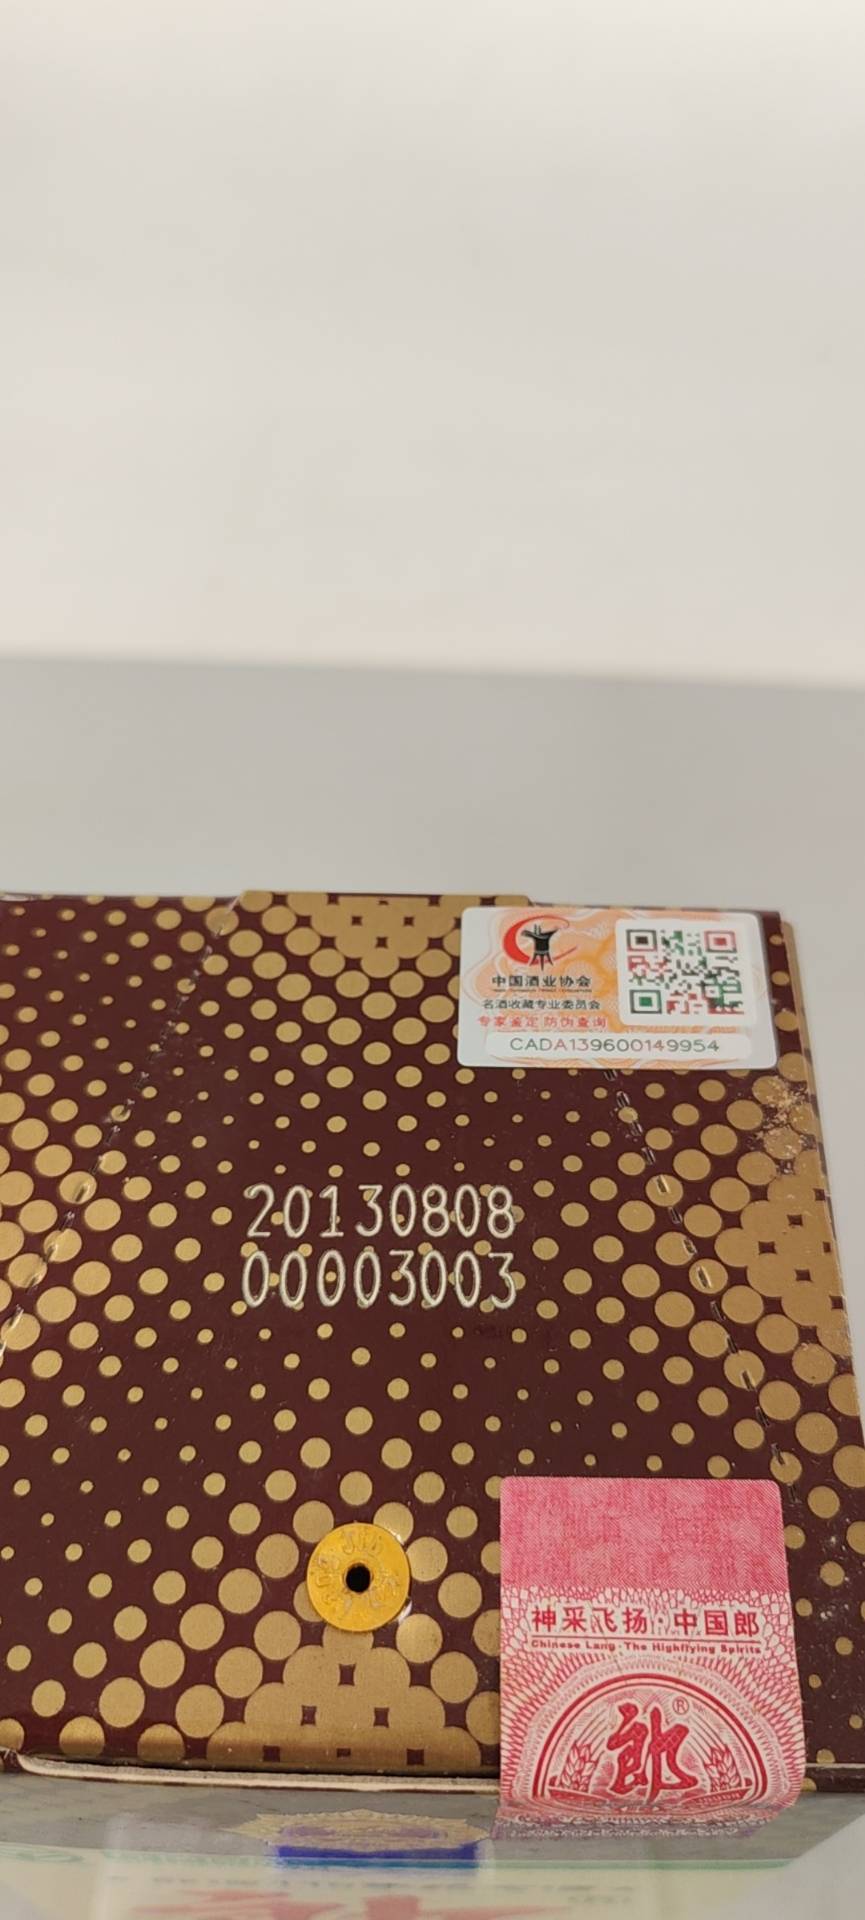 中国酒业协会
名酒收藏专业委员会
专家鉴定 防伪查询
CADA139600149954
20130808
00003003
神采飞扬·中国郎
Chinese Lang·The Highflying Spirits
郎®